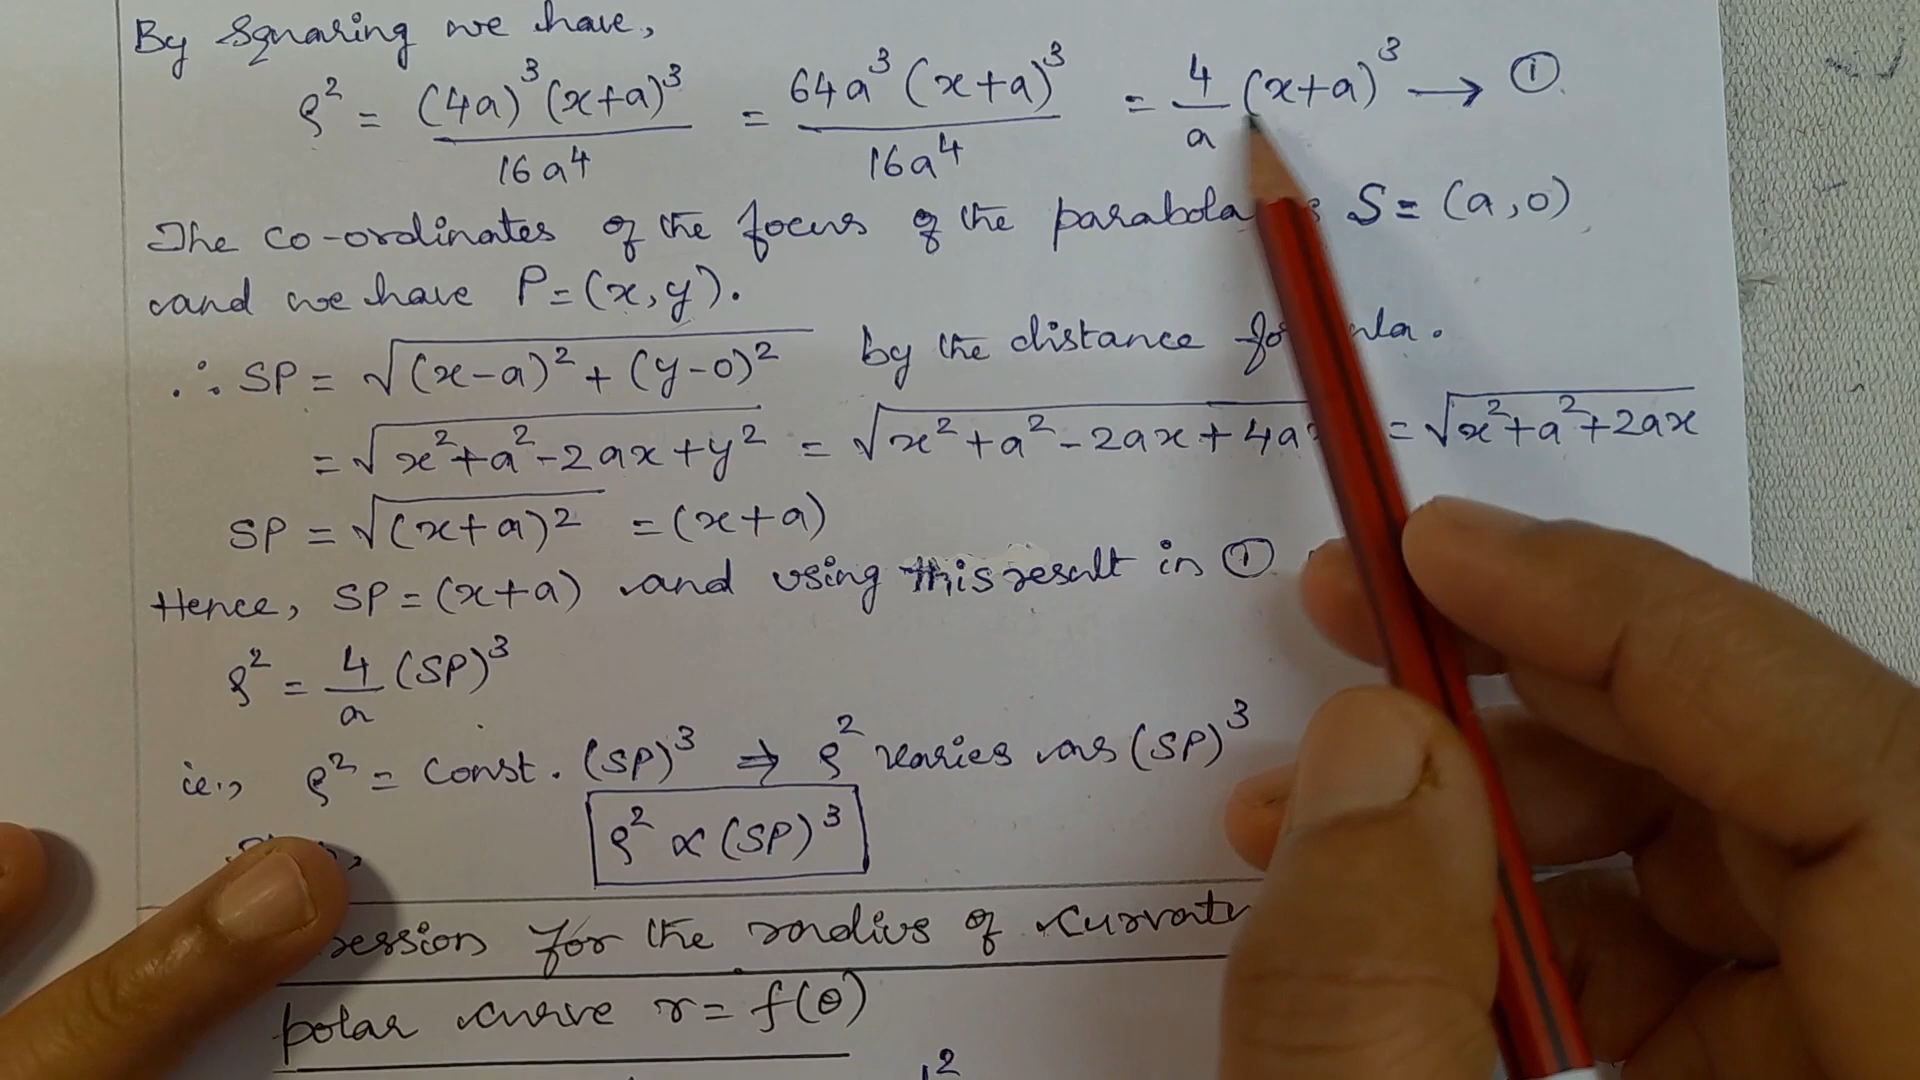 By Squaring we have,
ρ² = (4a)³(x+a)³/16a⁴ = 64a³(x+a)³/16a⁴ = 4/a (x+a)³ → ①
The co-ordinates of the focus of the parabola S = (a,0)
and we have P=(x,y).
∴ SP = √((x-a)²+(y-0)²) by the distance
= √(x²+a²-2ax+y²) = √(x²+a²-2ax+4a = √(x²+a²+2ax)
SP = √((x+a)²) = (x+a)
Hence, SP = (x+a) and using this result in ①
ρ² = 4/a (SP)³
ie., ρ² = Const. (SP)³ ⇒ ρ² varies as (SP)³
ρ² ∝ (SP)³
for the radius of
polar curve r = f(θ)